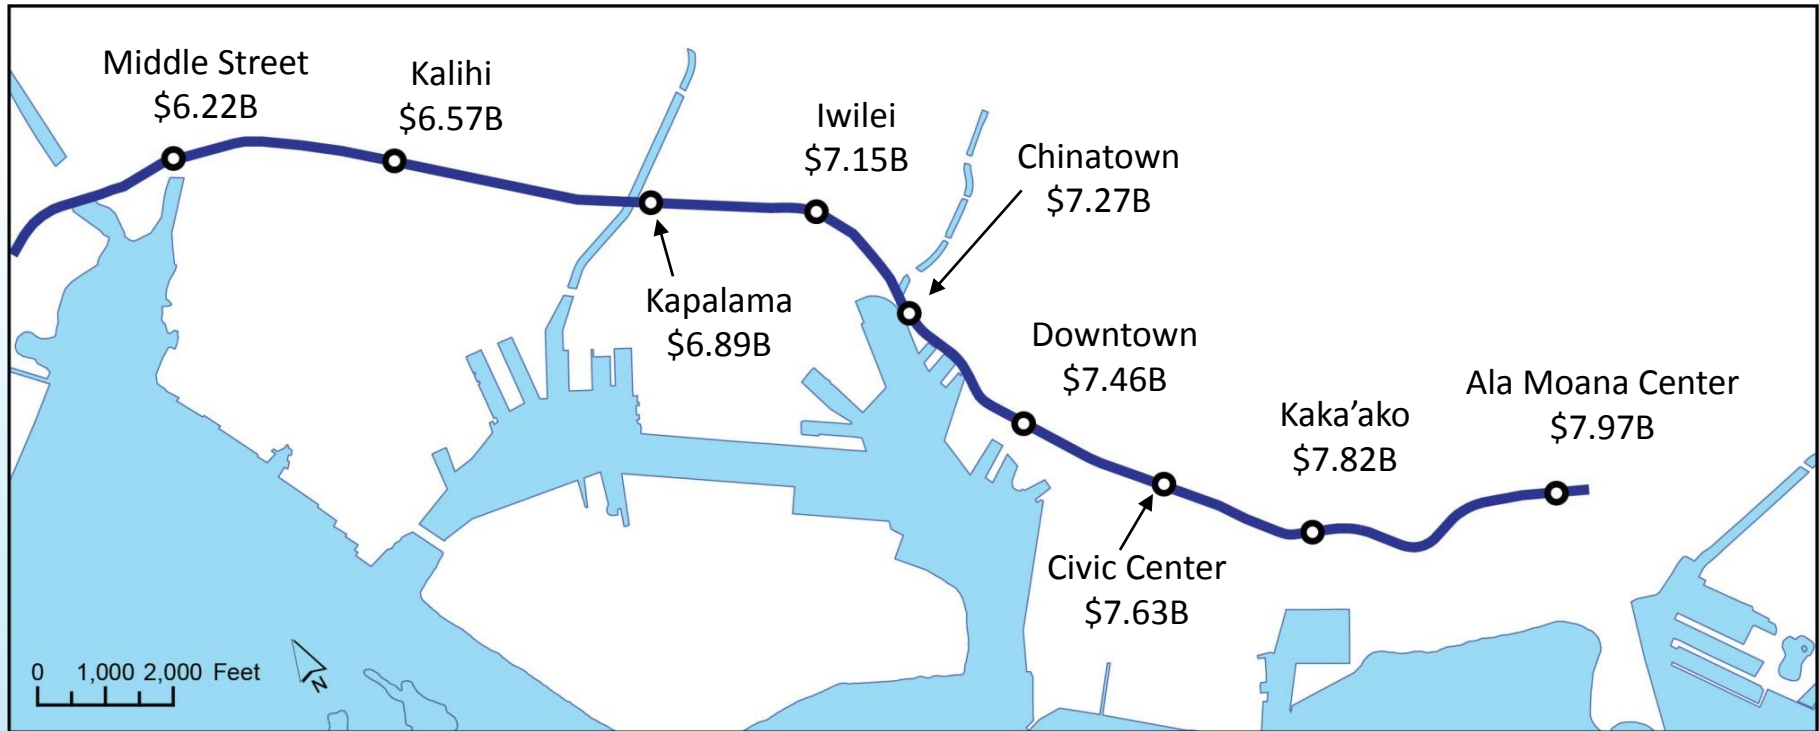 Middle Street
$6.22B
Kalihi
$6.57B
Iwilei
$7.15B
Chinatown
$7.27B
Kapalama
$6.89B
Downtown
$7.46B
Ala Moana Center
$7.97B
Kaka’ako
$7.82B
Civic Center
$7.63B
0 1,000 2,000 Feet
N